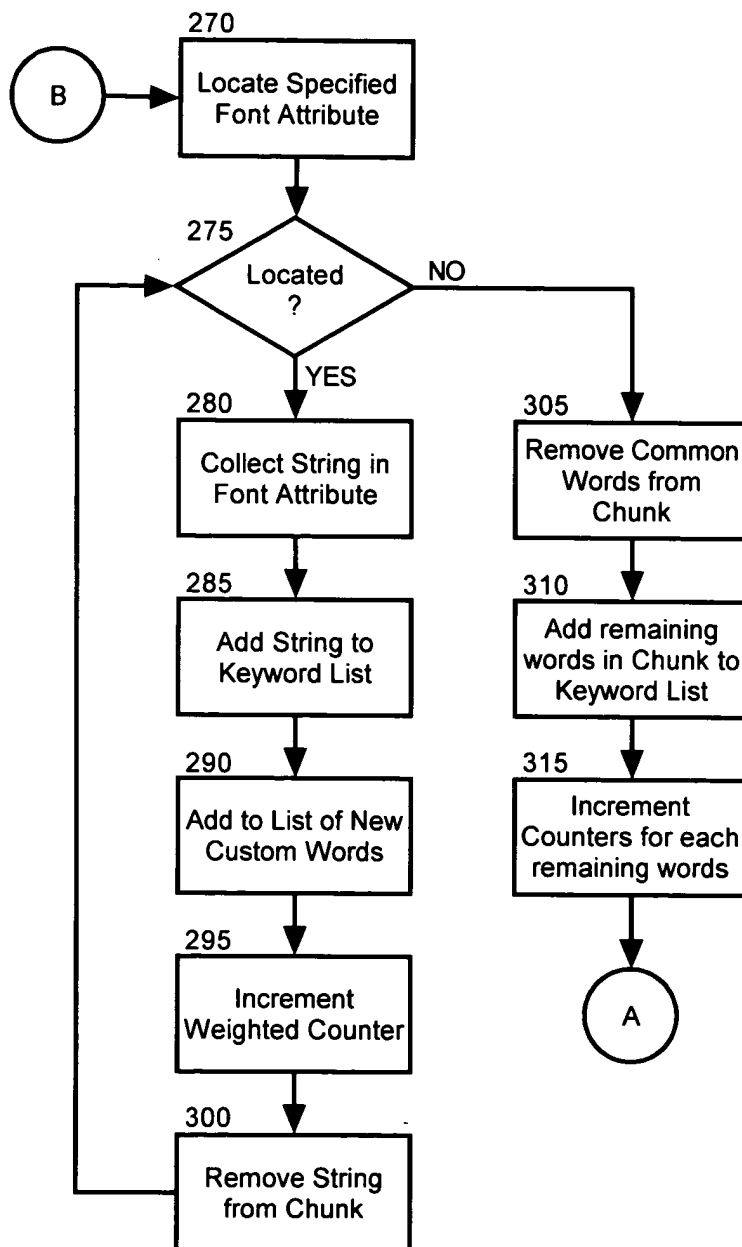 270
B
Locate Specified
Font Attribute
275
Located
?
NO
YES
280
Collect String in
Font Attribute
285
Add String to
Keyword List
290
Add to List of New
Custom Words
295
Increment
Weighted Counter
300
Remove String
from Chunk
305
Remove Common
Words from
Chunk
310
Add remaining
words in Chunk to
Keyword List
315
Increment
Counters for each
remaining words
A